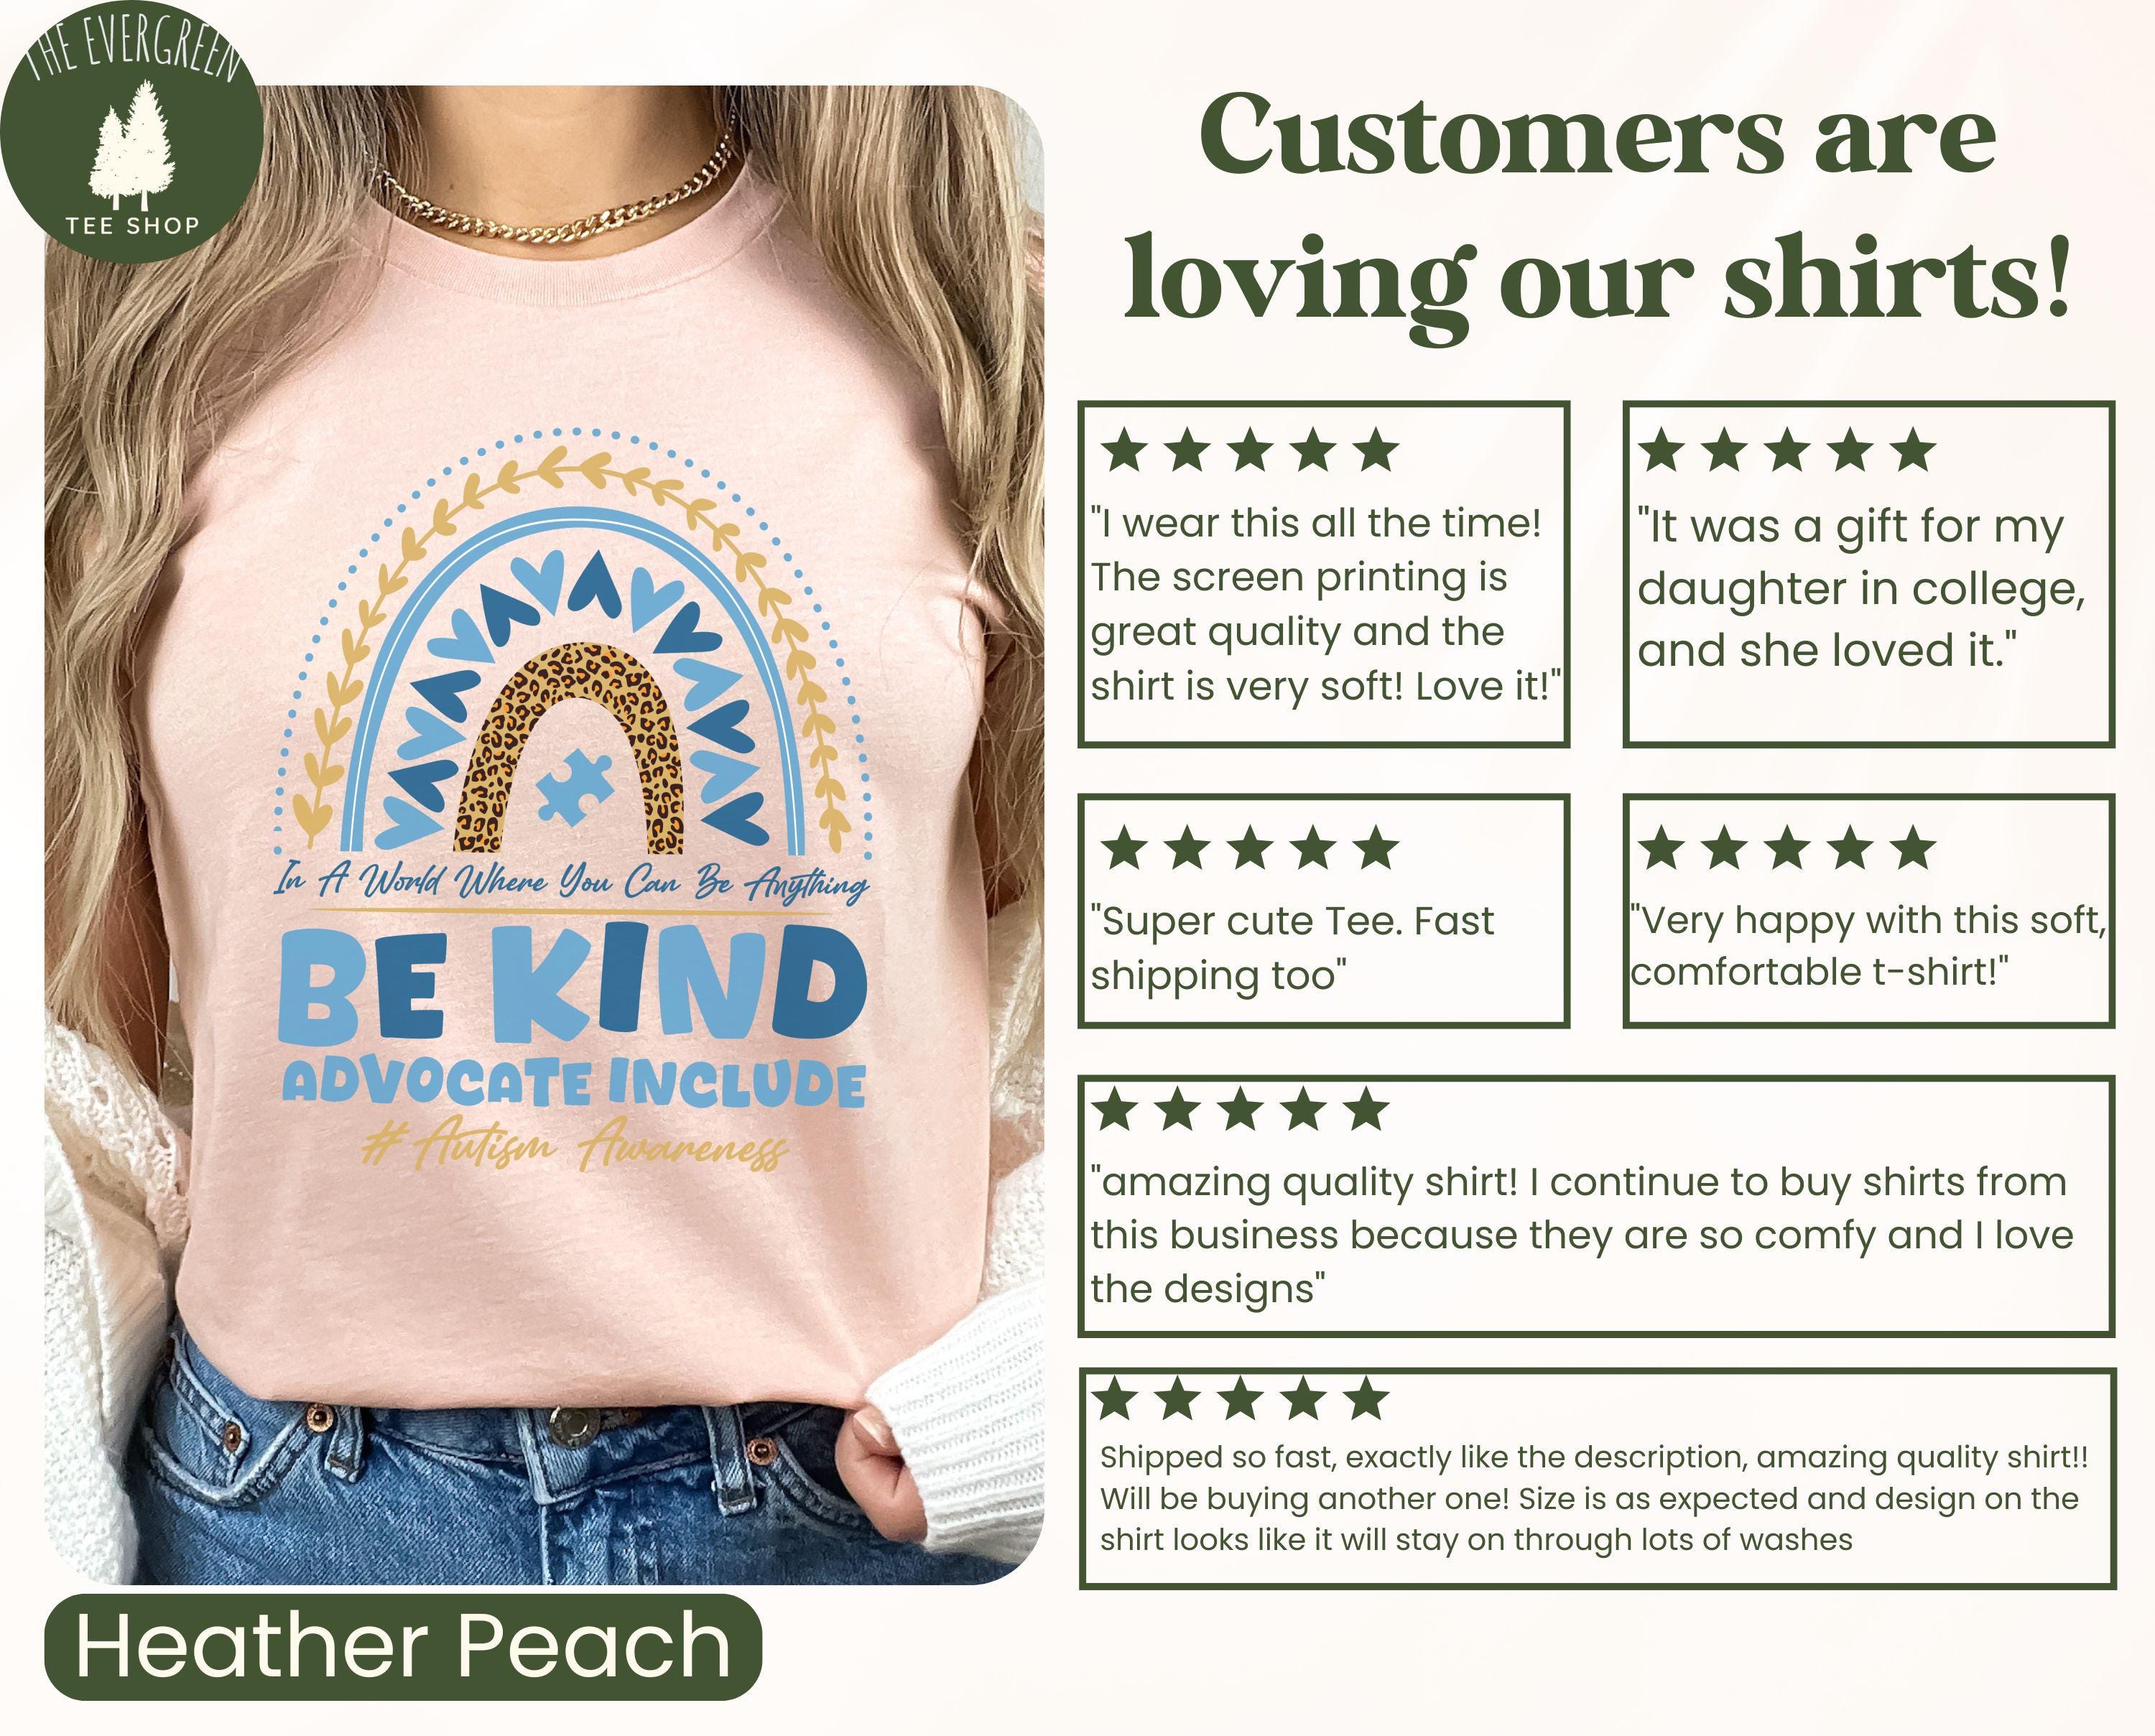 THE EVERGREEN
TEE SHOP
In A World Where You Can Be Anything
BE KIND
ADVOCATE INCLUDE
# Autism Awareness
Heather Peach
Customers are
loving our shirts!
"I wear this all the time!
The screen printing is
great quality and the
shirt is very soft! Love it!"
"It was a gift for my
daughter in college,
and she loved it."
"Super cute Tee. Fast
shipping too"
"Very happy with this soft,
comfortable t-shirt!"
"amazing quality shirt! I continue to buy shirts from
this business because they are so comfy and I love
the designs"
Shipped so fast, exactly like the description, amazing quality shirt!!
Will be buying another one! Size is as expected and design on the
shirt looks like it will stay on through lots of washes